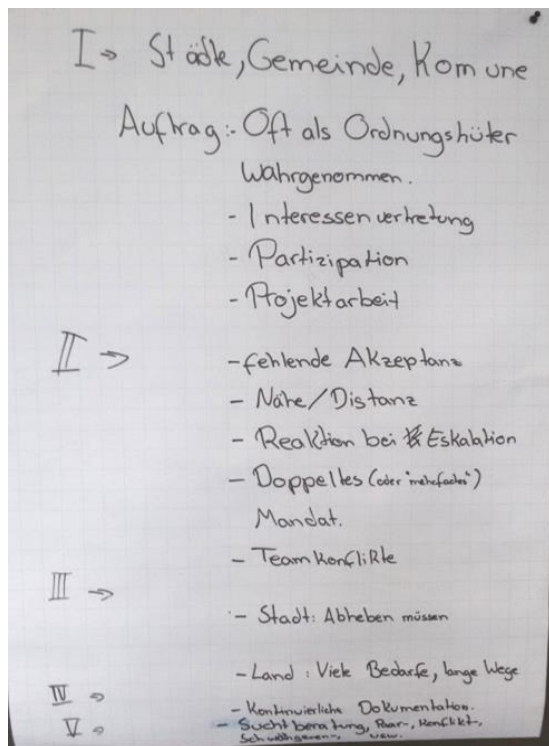 I → Städte, Gemeinde, Komune
Auftrag:- Oft als Ordnungshüter
Wahrgenommen.
- Interessenvertretung
- Partizipation
- Projektarbeit
II →
- fehlende Akzeptanz
- Nähe/Distanz
- Reaktion bei Eskalation
- Doppeltes (oder "mehrfaches")
Mandat.
- Teamkonflikte
III →
- Stadt: Abheben müssen
- Land: Viele Bedarfe, lange Wege
IV →
- Kontinuierliche Dokumentation.
V →
- Suchtberatung, Paar-, Konflikt-,
Schwangeren-, usw.